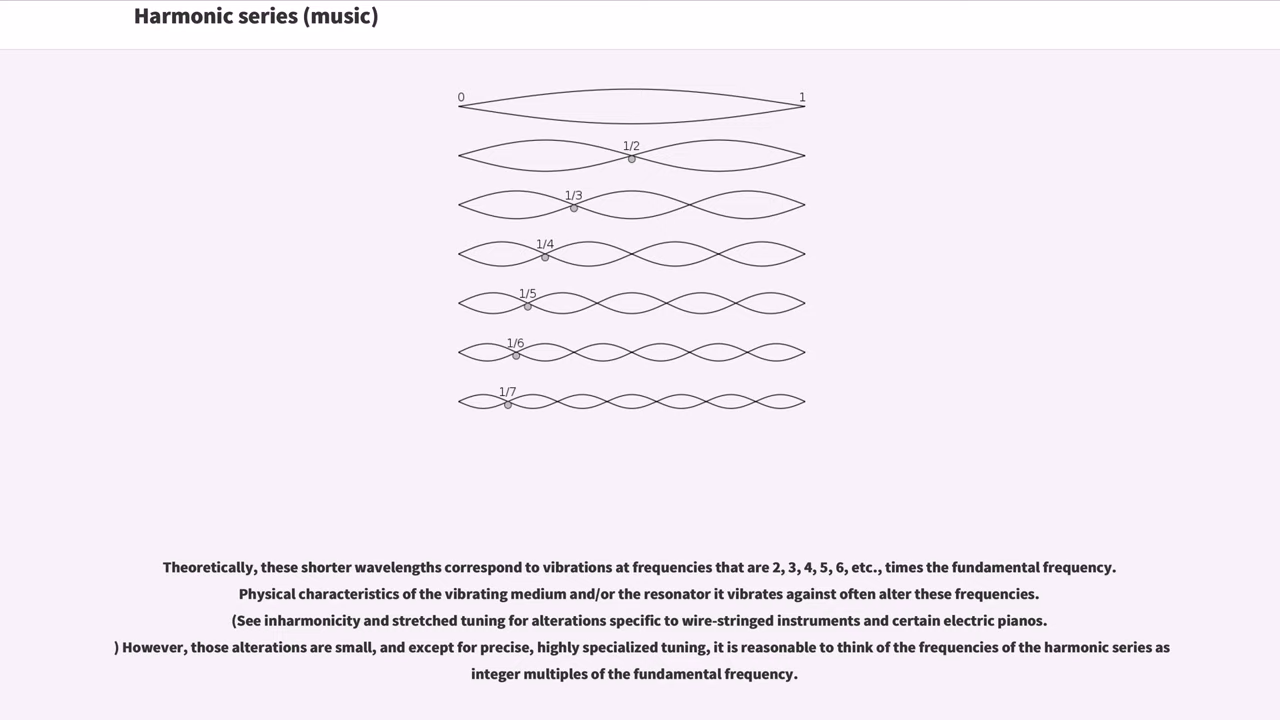 Harmonic series (music)
0 1
1/2
1/3
1/4
1/5
1/6
1/7
Theoretically, these shorter wavelengths correspond to vibrations at frequencies that are 2, 3, 4, 5, 6, etc., times the fundamental frequency.
Physical characteristics of the vibrating medium and/or the resonator it vibrates against often alter these frequencies.
(See inharmonicity and stretched tuning for alterations specific to wire-stringed instruments and certain electric pianos.
) However, those alterations are small, and except for precise, highly specialized tuning, it is reasonable to think of the frequencies of the harmonic series as
integer multiples of the fundamental frequency.